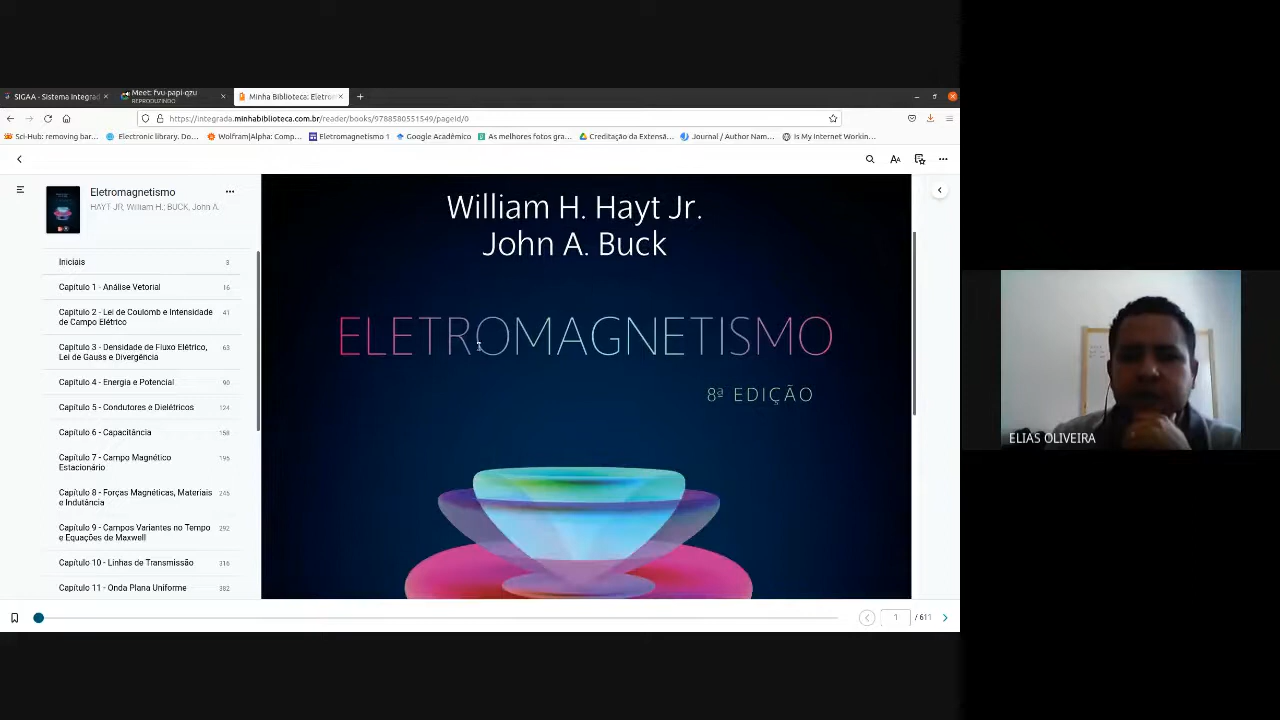 SIGAA - Sistema Integrad
Meet: fvu-papi-qzu
REPRODUZINDO
Minha Biblioteca: Eletro
https://integrada.minhabiblioteca.com.br/reader/books/9788580551549/pageid/0
Sci-Hub: removing bar...
Electronic library. Do...
Wolfram|Alpha: Comp...
Eletromagnetismo 1
Google Acadêmico
As melhores fotos gra...
Creditação da Extensã...
Journal / Author Nam...
Is My Internet Workin...
Eletromagnetismo
HAYT JR, William H.; BUCK, John A.
Iniciais 3
Capítulo 1 - Análise Vetorial 16
Capítulo 2 - Lei de Coulomb e Intensidade 41
de Campo Elétrico
Capítulo 3 - Densidade de Fluxo Elétrico, 63
Lei de Gauss e Divergência
Capítulo 4 - Energia e Potencial 90
Capítulo 5 - Condutores e Dielétricos 124
Capítulo 6 - Capacitância 158
Capítulo 7 - Campo Magnético 195
Estacionário
Capítulo 8 - Forças Magnéticas, Materiais 245
e Indutância
Capítulo 9 - Campos Variantes no Tempo 292
e Equações de Maxwell
Capítulo 10 - Linhas de Transmissão 316
Capítulo 11 - Onda Plana Uniforme 382
William H. Hayt Jr.
John A. Buck
ELETROMAGNETISMO
8ª EDIÇÃO
1 / 611
ELIAS OLIVEIRA